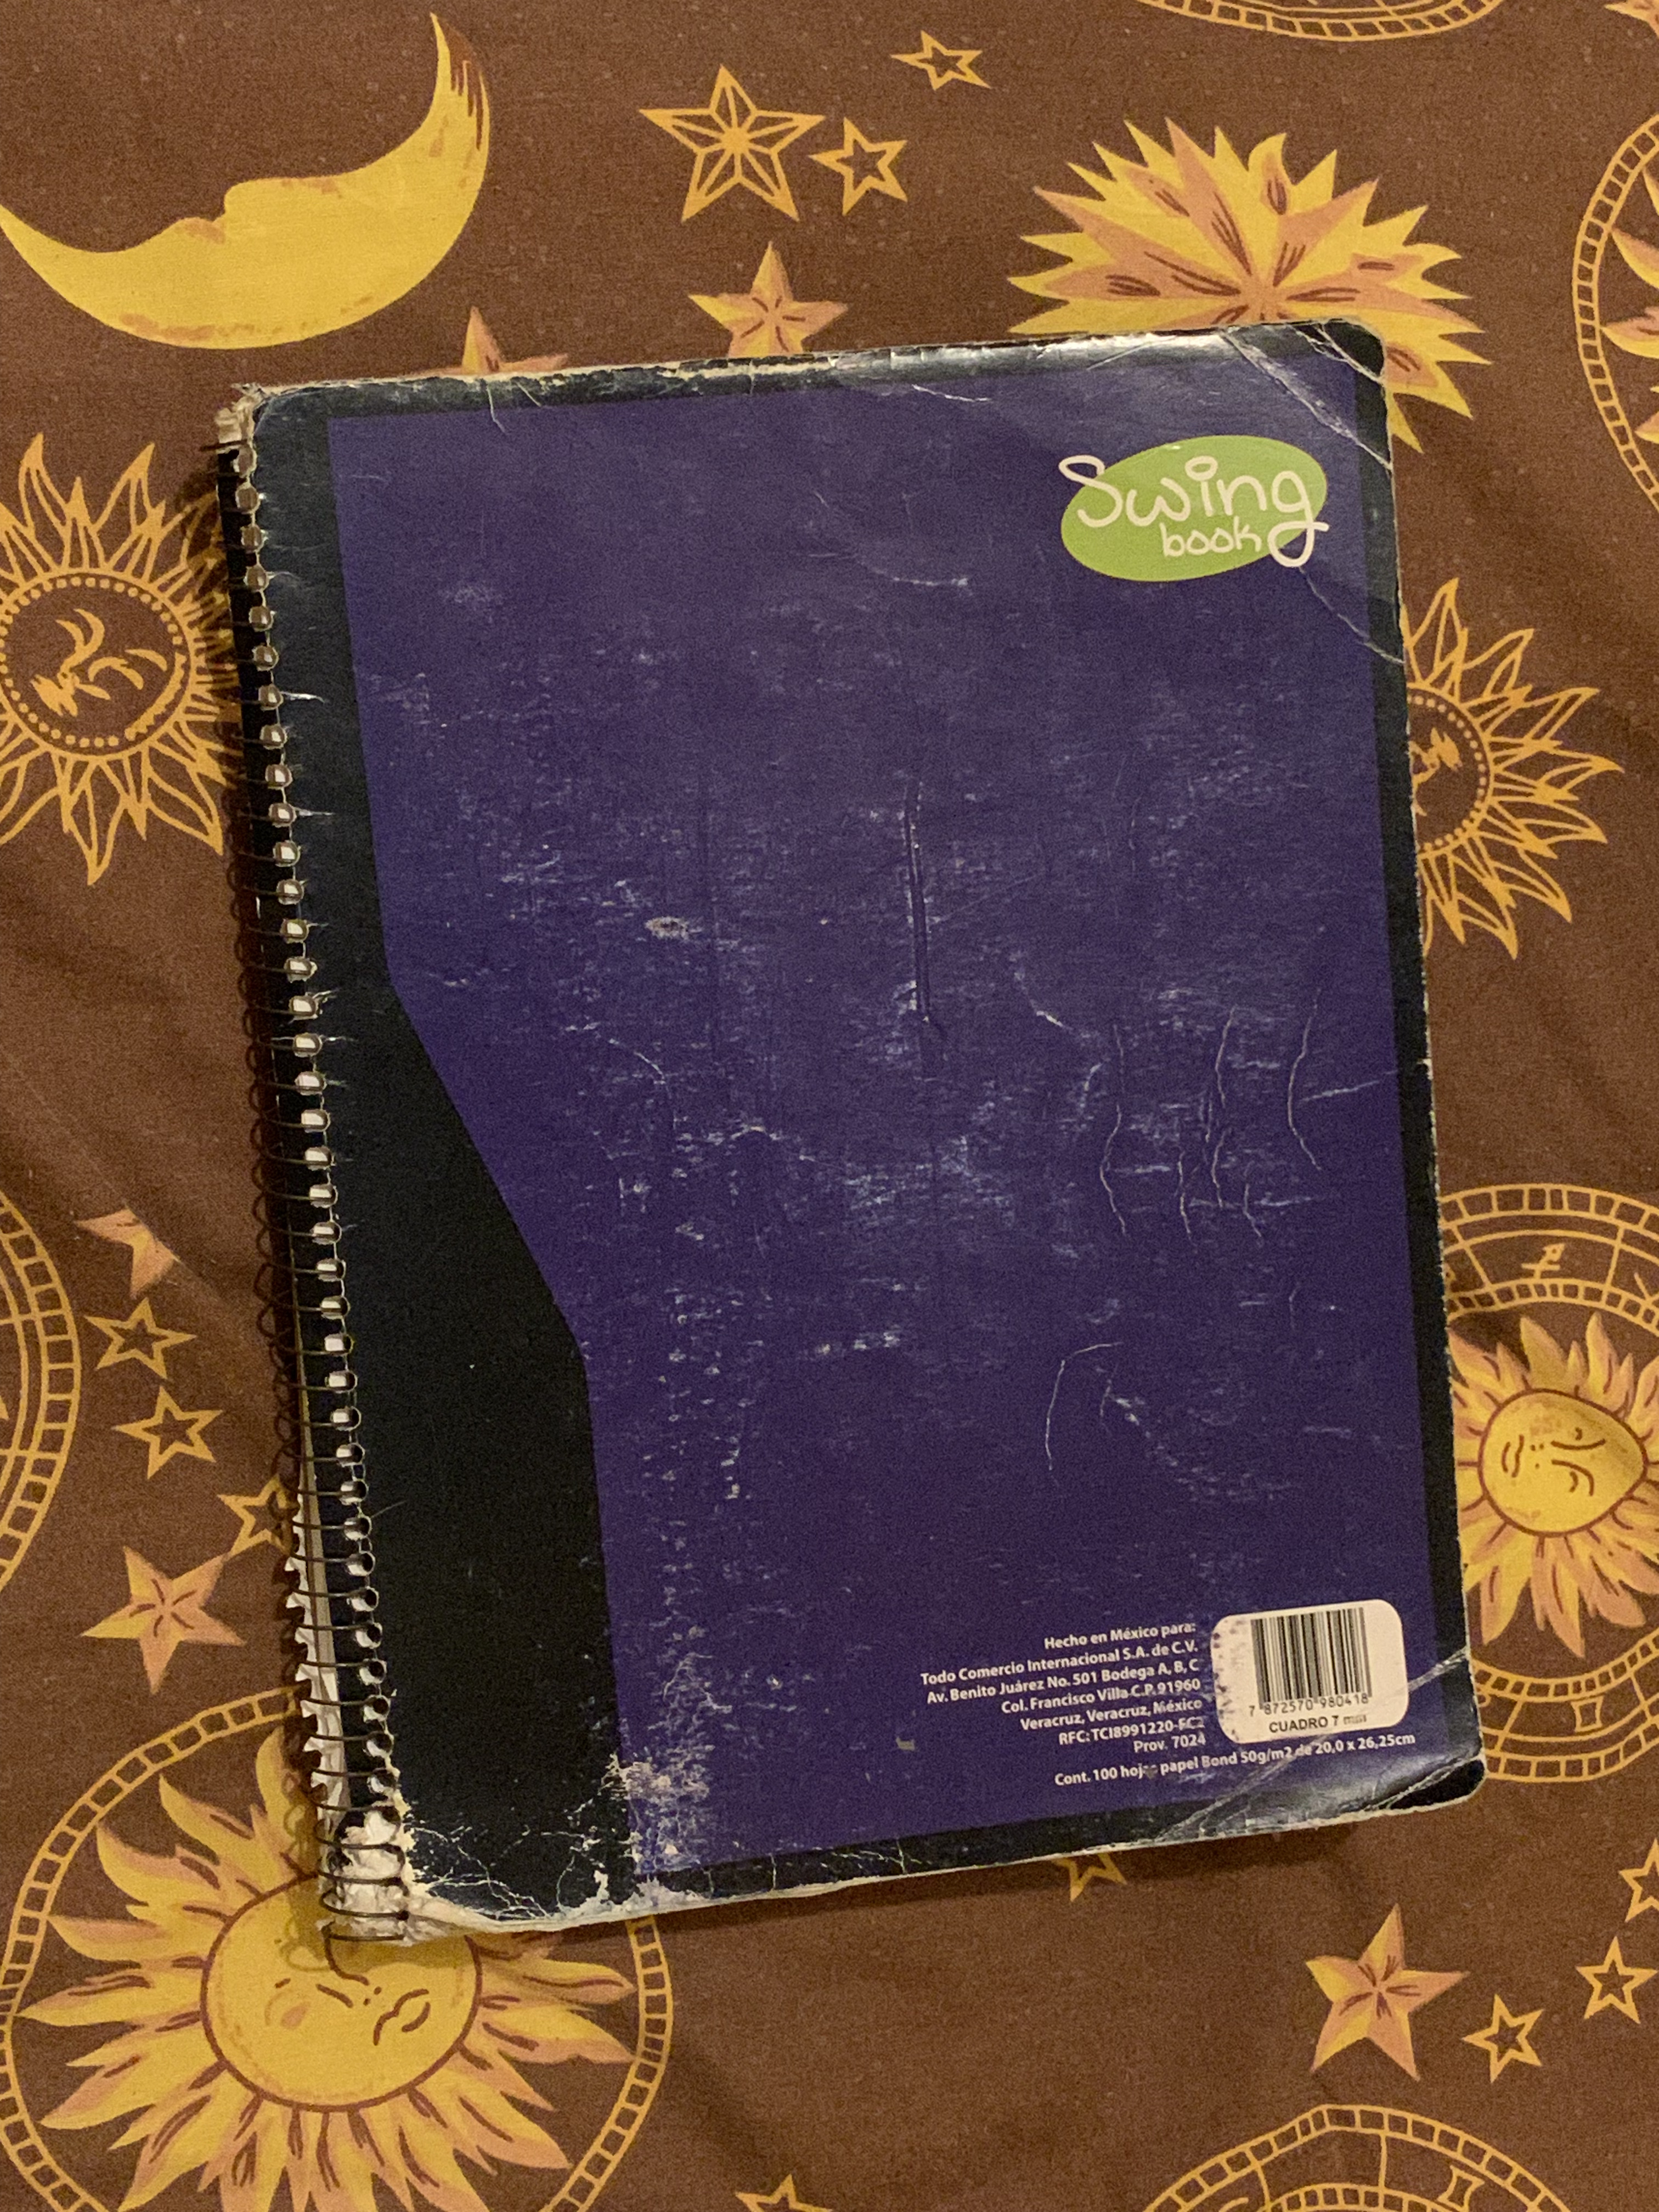 Swing
book
Hecho en México para:
Todo Comercio Internacional S.A. de C.V.
Av. Benito Juárez No. 501 Bodega A, B, C
Col. Francisco Villa C.P. 91960
Veracruz, Veracruz, México
RFC: TCI8991220-FC2
Prov. 7024
7 872570 980418
CUADRO 7 mm
Cont. 100 hojas papel Bond 50g/m2 de 20,0 x 26,25cm